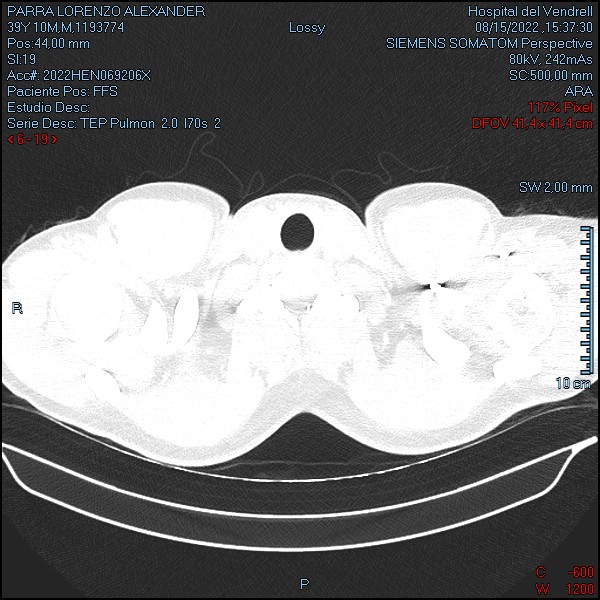 PARRA LORENZO ALEXANDER
39Y 10M,M,1193774
Pos:44,00 mm
SI:19
Acc#: 2022HEN069206X
Paciente Pos: FFS
Estudio Desc:
Serie Desc: TEP Pulmon 2.0 I70s 2
< 6 - 19 >
Lossy
Hospital del Vendrell
08/15/2022 ,15:37:30
SIEMENS SOMATOM Perspective
80kV, 242mAs
SC:500,00 mm
ARA
117% Pixel
DFOV 41,4 x 41,4 cm
SW 2,00 mm
R
10 cm
P
C -600
W 1200